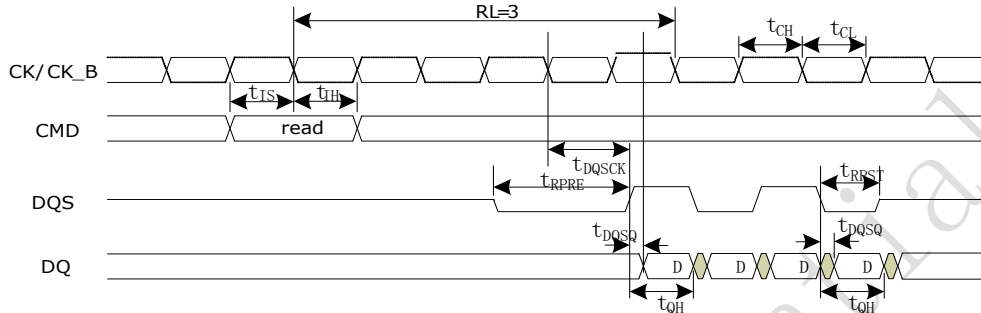 RL=3
tCH tCL
CK/CK_B
tIS tIH
CMD read
tDQSCK
tRPRE tRPST
DQS
tDQSQ tDQSQ
DQ D D D D
tQH tQH